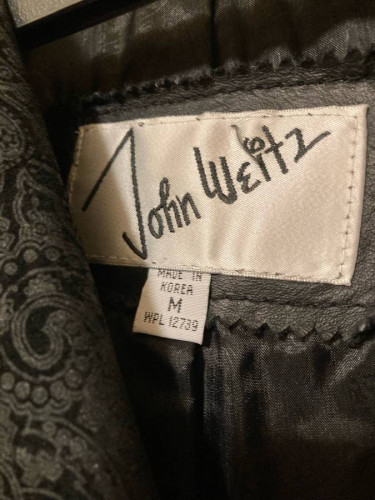 John Weitz
MADE IN
KOREA
M
WPL 12739